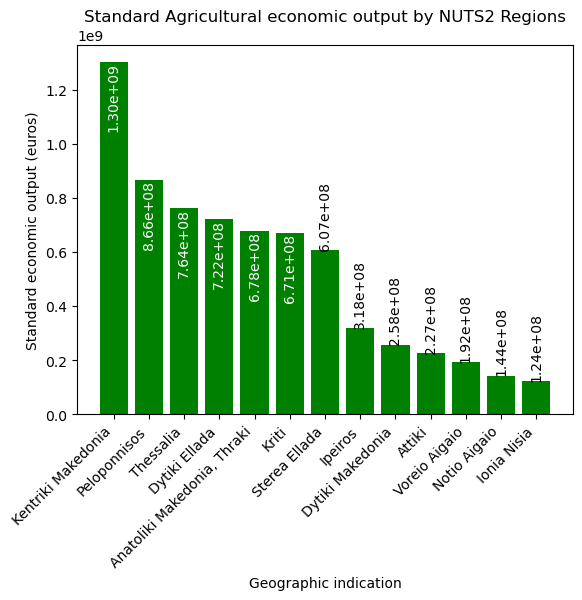 Standard Agricultural economic output by NUTS2 Regions
1e9
1.2
1.0
0.8
0.6
0.4
0.2
0.0
Standard economic output (euros)
1.30e+09
8.66e+08
7.64e+08
7.22e+08
6.78e+08
6.71e+08
6.07e+08
3.18e+08
2.58e+08
2.27e+08
1.92e+08
1.44e+08
1.24e+08
Kentriki Makedonia
Peloponnisos
Thessalia
Dytiki Ellada
Anatoliki Makedonia, Thraki
Kriti
Sterea Ellada
Ipeiros
Dytiki Makedonia
Attiki
Voreio Aigaio
Notio Aigaio
Ionia Nisia
Geographic indication